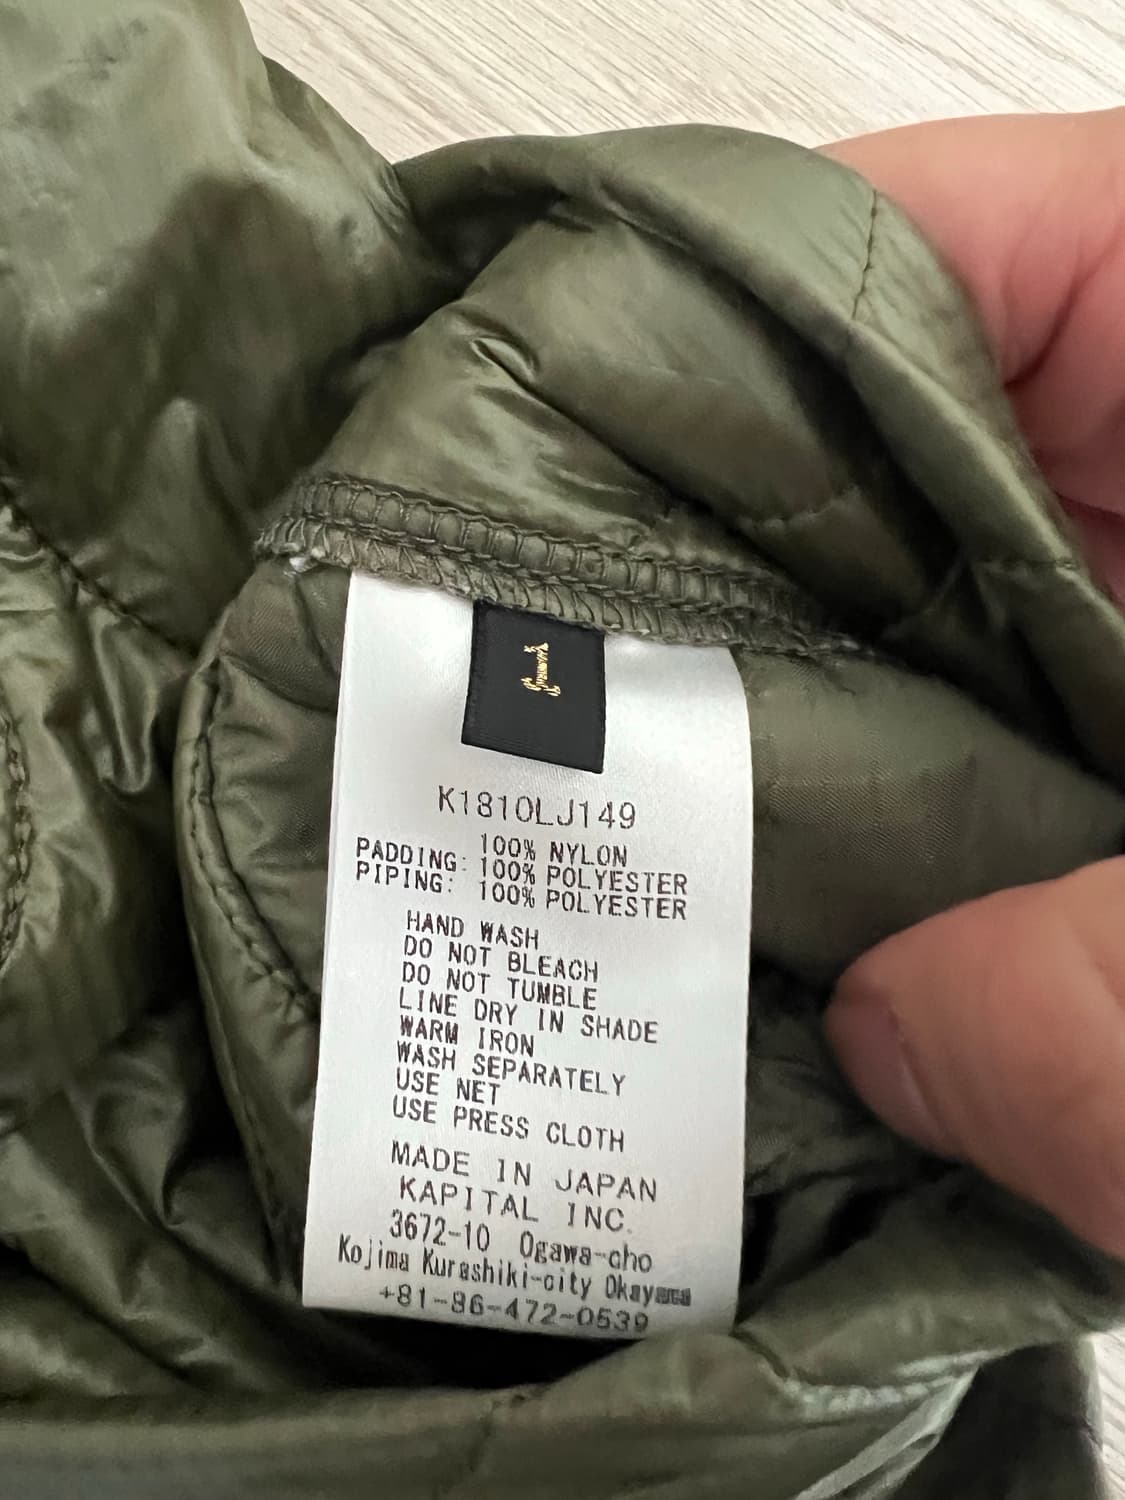 1
K1810LJ149
100% NYLON
PADDING: 100% POLYESTER
PIPING: 100% POLYESTER
HAND WASH
DO NOT BLEACH
DO NOT TUMBLE
LINE DRY IN SHADE
WARM IRON
WASH SEPARATELY
USE NET
USE PRESS CLOTH
MADE IN JAPAN
KAPITAL INC.
3672-10 Ogawa-cho
Kojima Kurashiki-city Okayama
+81-86-472-0539